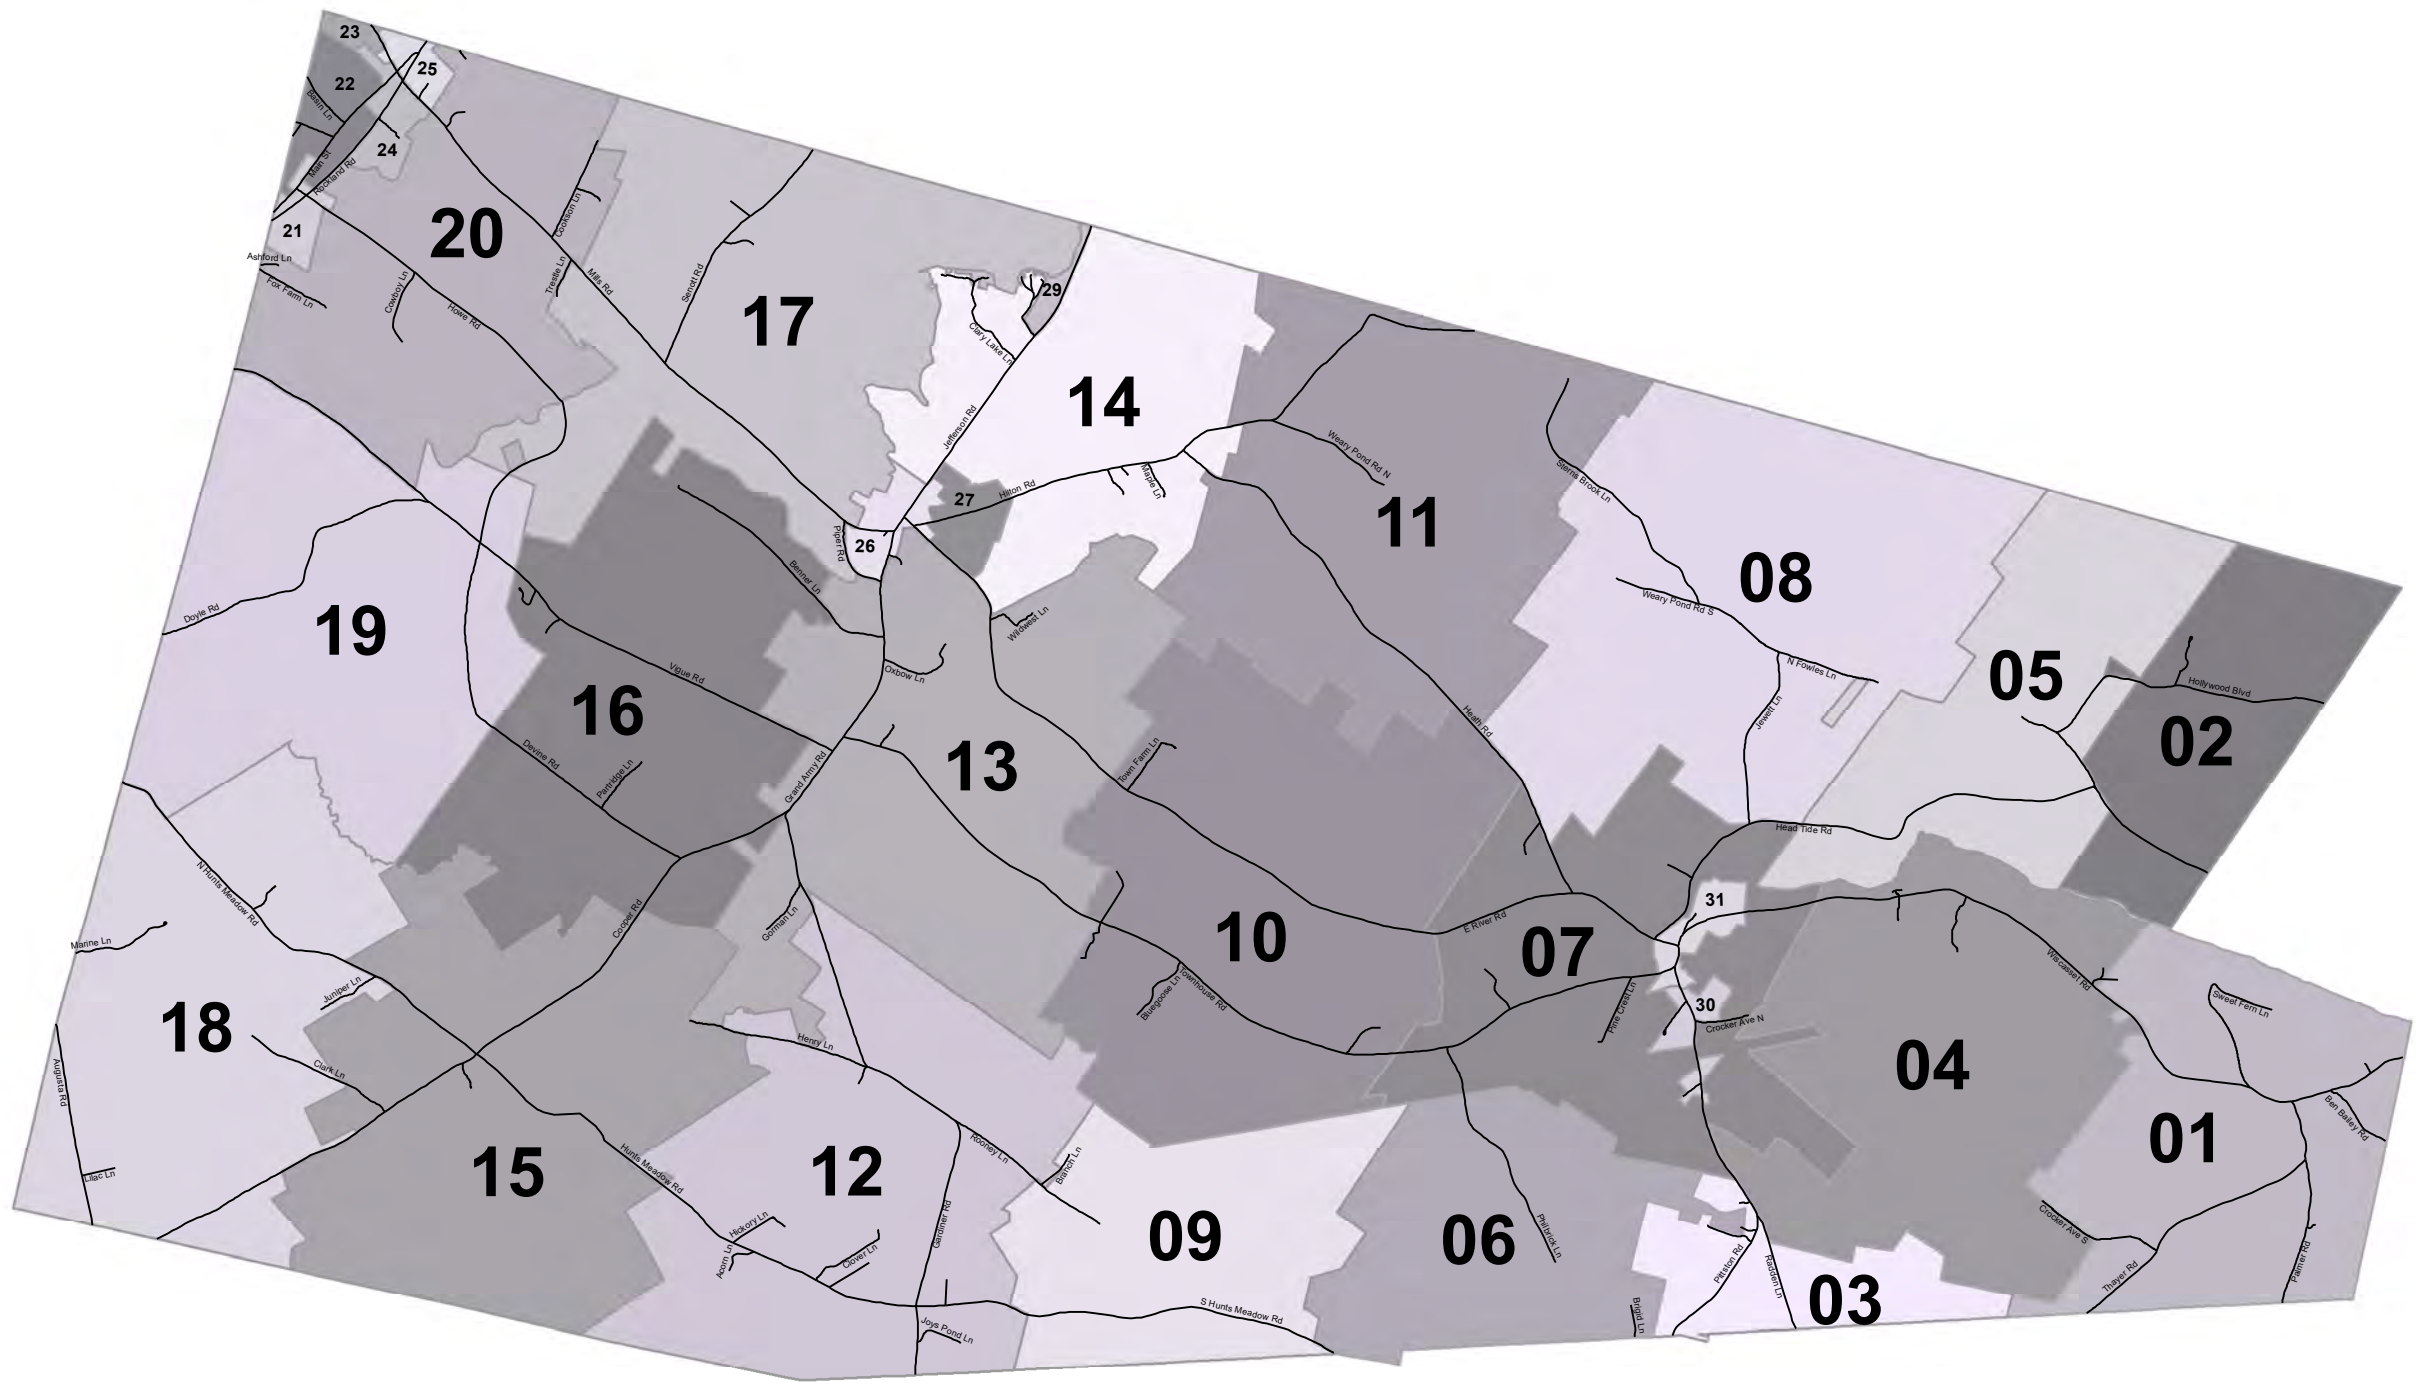 23
25
22
Basin Ln
24
Main St
Rockland Rd
21
20
Ashford Ln
Fox Farm Ln
Cowboy Ln
Howe Rd
Cookson Ln
Trestle Ln
Mills Rd
Senott Rd
17
29
Clary Lake Ln
14
Jefferson Rd
Weary Pond Rd N
Maple Ln
Hilton Rd
27
11
Sterns Brook Ln
26
Piper Rd
Benner Ln
08
Weary Pond Rd S
Doyle Rd
19
Wildwest Ln
Oxbow Ln
Vigue Rd
N Fowles Ln
05
Hollywood Blvd
02
Jewett Ln
Heath Rd
16
Devine Rd
Partridge Ln
Grand Army Rd
13
Town Farm Ln
Head Tide Rd
N Hunts Meadow Rd
Cooper Rd
Gorman Ln
31
E River Rd
10
07
Marine Ln
Juniper Ln
18
Bluegoose Ln
Townhouse Rd
Pine Crest Ln
30
Crocker Ave N
Wiscasset Rd
Sweet Fern Ln
Henry Ln
Clark Ln
Augusta Rd
04
Ben Bailey Rd
01
Lilac Ln
15
Hunts Meadow Rd
12
Rooney Ln
Branch Ln
Gardiner Rd
Hickory Ln
Acorn Ln
Clover Ln
09
06
Philbrick Ln
Crocker Ave S
Thayer Rd
Palmer Rd
Pittston Rd
Radden Ln
03
S Hunts Meadow Rd
Brigid Ln
Joys Pond Ln